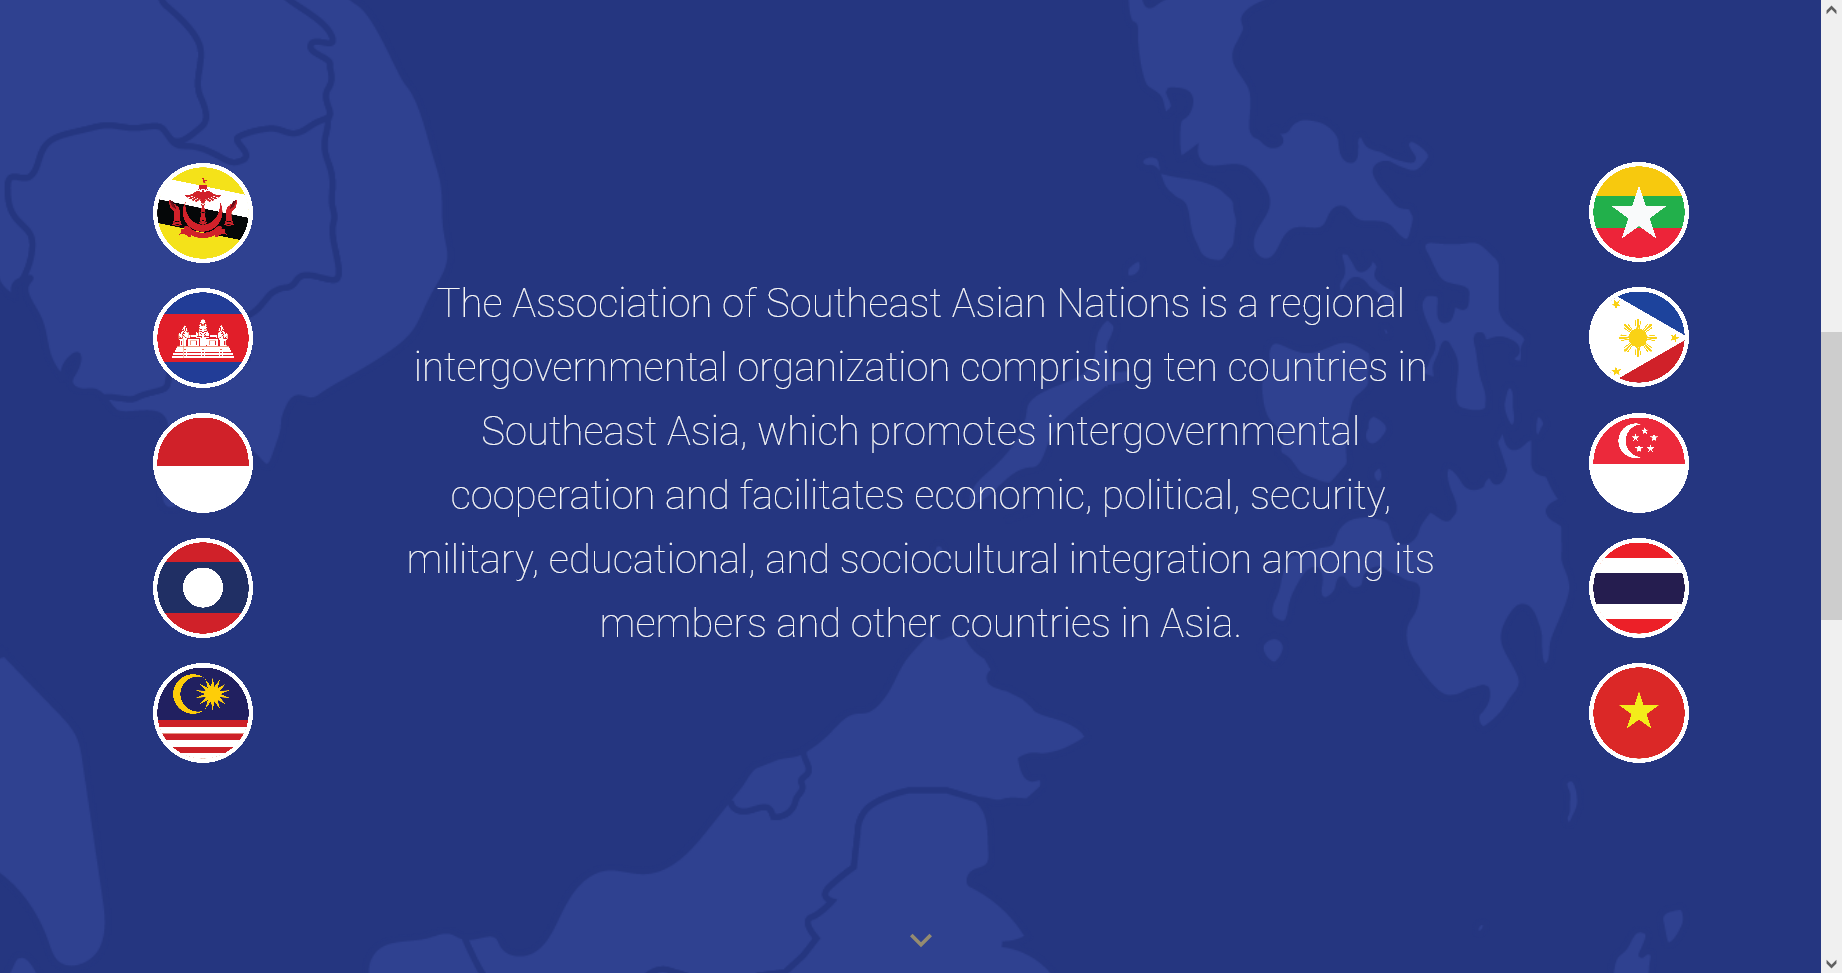 The Association of Southeast Asian Nations is a regional
intergovernmental organization comprising ten countries in
Southeast Asia, which promotes intergovernmental
cooperation and facilitates economic, political, security,
military, educational, and sociocultural integration among its
members and other countries in Asia.